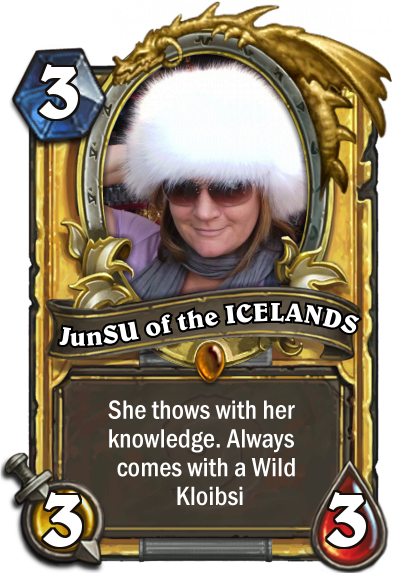 3
JunSU of the ICELANDS
She thows with her
knowledge. Always
comes with a Wild
Kloibsi
3
3